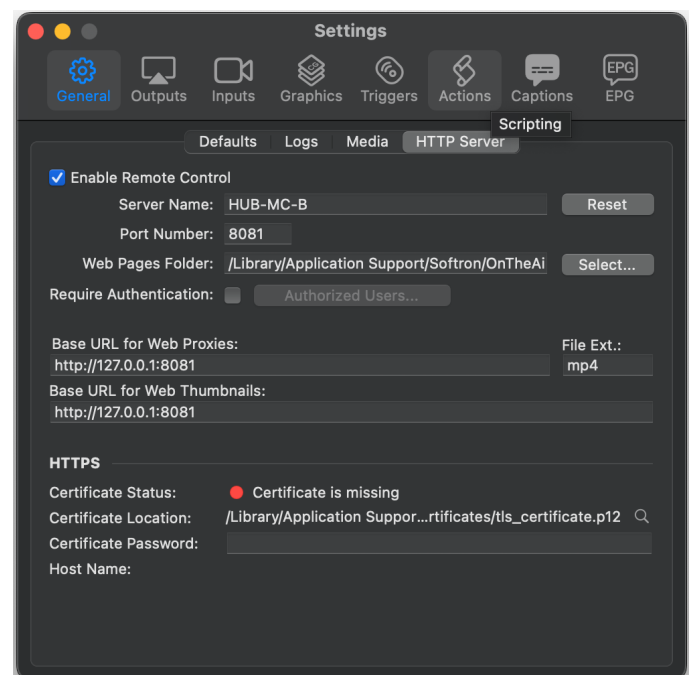 Settings
General Outputs Inputs Graphics Triggers Actions Captions EPG
Scripting
Defaults Logs Media HTTP Server
Enable Remote Control
Server Name: HUB-MC-B Reset
Port Number: 8081
Web Pages Folder: /Library/Application Support/Softron/OnTheAi Select...
Require Authentication: Authorized Users...
Base URL for Web Proxies: File Ext.:
http://127.0.0.1:8081 mp4
Base URL for Web Thumbnails:
http://127.0.0.1:8081
HTTPS
Certificate Status: Certificate is missing
Certificate Location: /Library/Application Suppor...rtificates/tls_certificate.p12
Certificate Password:
Host Name: